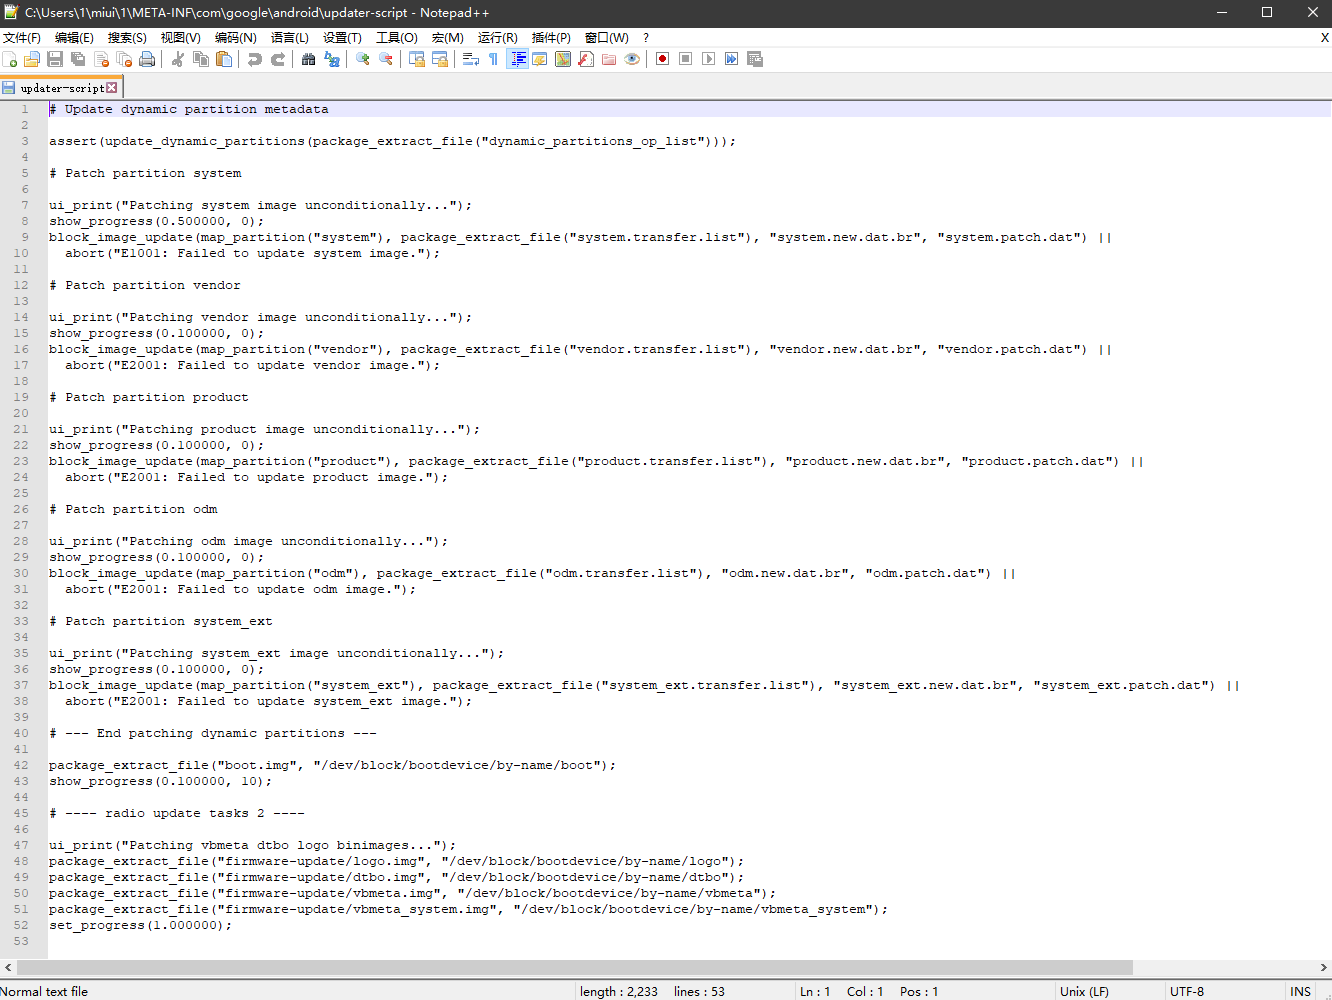 C:\Users\1\miui\1\META-INF\com\google\android\updater-script - Notepad++
文件(F) 编辑(E) 搜索(S) 视图(V) 编码(N) 语言(L) 设置(T) 工具(O) 宏(M) 运行(R) 插件(P) 窗口(W) ? X
updater-script
1 # Update dynamic partition metadata
2
3 assert(update_dynamic_partitions(package_extract_file("dynamic_partitions_op_list")));
4
5 # Patch partition system
6
7 ui_print("Patching system image unconditionally...");
8 show_progress(0.500000, 0);
9 block_image_update(map_partition("system"), package_extract_file("system.transfer.list"), "system.new.dat.br", "system.patch.dat") ||
10   abort("E1001: Failed to update system image.");
11
12 # Patch partition vendor
13
14 ui_print("Patching vendor image unconditionally...");
15 show_progress(0.100000, 0);
16 block_image_update(map_partition("vendor"), package_extract_file("vendor.transfer.list"), "vendor.new.dat.br", "vendor.patch.dat") ||
17   abort("E2001: Failed to update vendor image.");
18
19 # Patch partition product
20
21 ui_print("Patching product image unconditionally...");
22 show_progress(0.100000, 0);
23 block_image_update(map_partition("product"), package_extract_file("product.transfer.list"), "product.new.dat.br", "product.patch.dat") ||
24   abort("E2001: Failed to update product image.");
25
26 # Patch partition odm
27
28 ui_print("Patching odm image unconditionally...");
29 show_progress(0.100000, 0);
30 block_image_update(map_partition("odm"), package_extract_file("odm.transfer.list"), "odm.new.dat.br", "odm.patch.dat") ||
31   abort("E2001: Failed to update odm image.");
32
33 # Patch partition system_ext
34
35 ui_print("Patching system_ext image unconditionally...");
36 show_progress(0.100000, 0);
37 block_image_update(map_partition("system_ext"), package_extract_file("system_ext.transfer.list"), "system_ext.new.dat.br", "system_ext.patch.dat") ||
38   abort("E2001: Failed to update system_ext image.");
39
40 # --- End patching dynamic partitions ---
41
42 package_extract_file("boot.img", "/dev/block/bootdevice/by-name/boot");
43 show_progress(0.100000, 10);
44
45 # ---- radio update tasks 2 ----
46
47 ui_print("Patching vbmeta dtbo logo binimages...");
48 package_extract_file("firmware-update/logo.img", "/dev/block/bootdevice/by-name/logo");
49 package_extract_file("firmware-update/dtbo.img", "/dev/block/bootdevice/by-name/dtbo");
50 package_extract_file("firmware-update/vbmeta.img", "/dev/block/bootdevice/by-name/vbmeta");
51 package_extract_file("firmware-update/vbmeta_system.img", "/dev/block/bootdevice/by-name/vbmeta_system");
52 set_progress(1.000000);
53
Normal text file length : 2,233 lines : 53 Ln : 1 Col : 1 Pos : 1 Unix (LF) UTF-8 INS